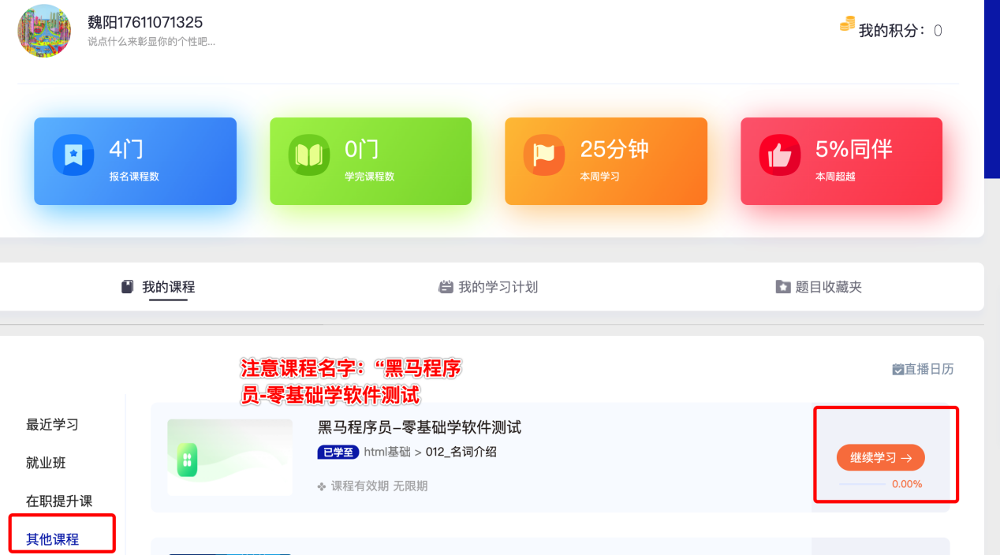 魏阳17611071325
说点什么来彰显你的个性吧...
我的积分：0
4门
报名课程数
0门
学完课程数
25分钟
本周学习
5%同伴
本周超越
我的课程
我的学习计划
题目收藏夹
注意课程名字：“黑马程序
员-零基础学软件测试
直播日历
最近学习
就业班
在职提升课
其他课程
黑马程序员–零基础学软件测试
已学至 html基础 > 012_名词介绍
课程有效期 无限期
继续学习 →
0.00%